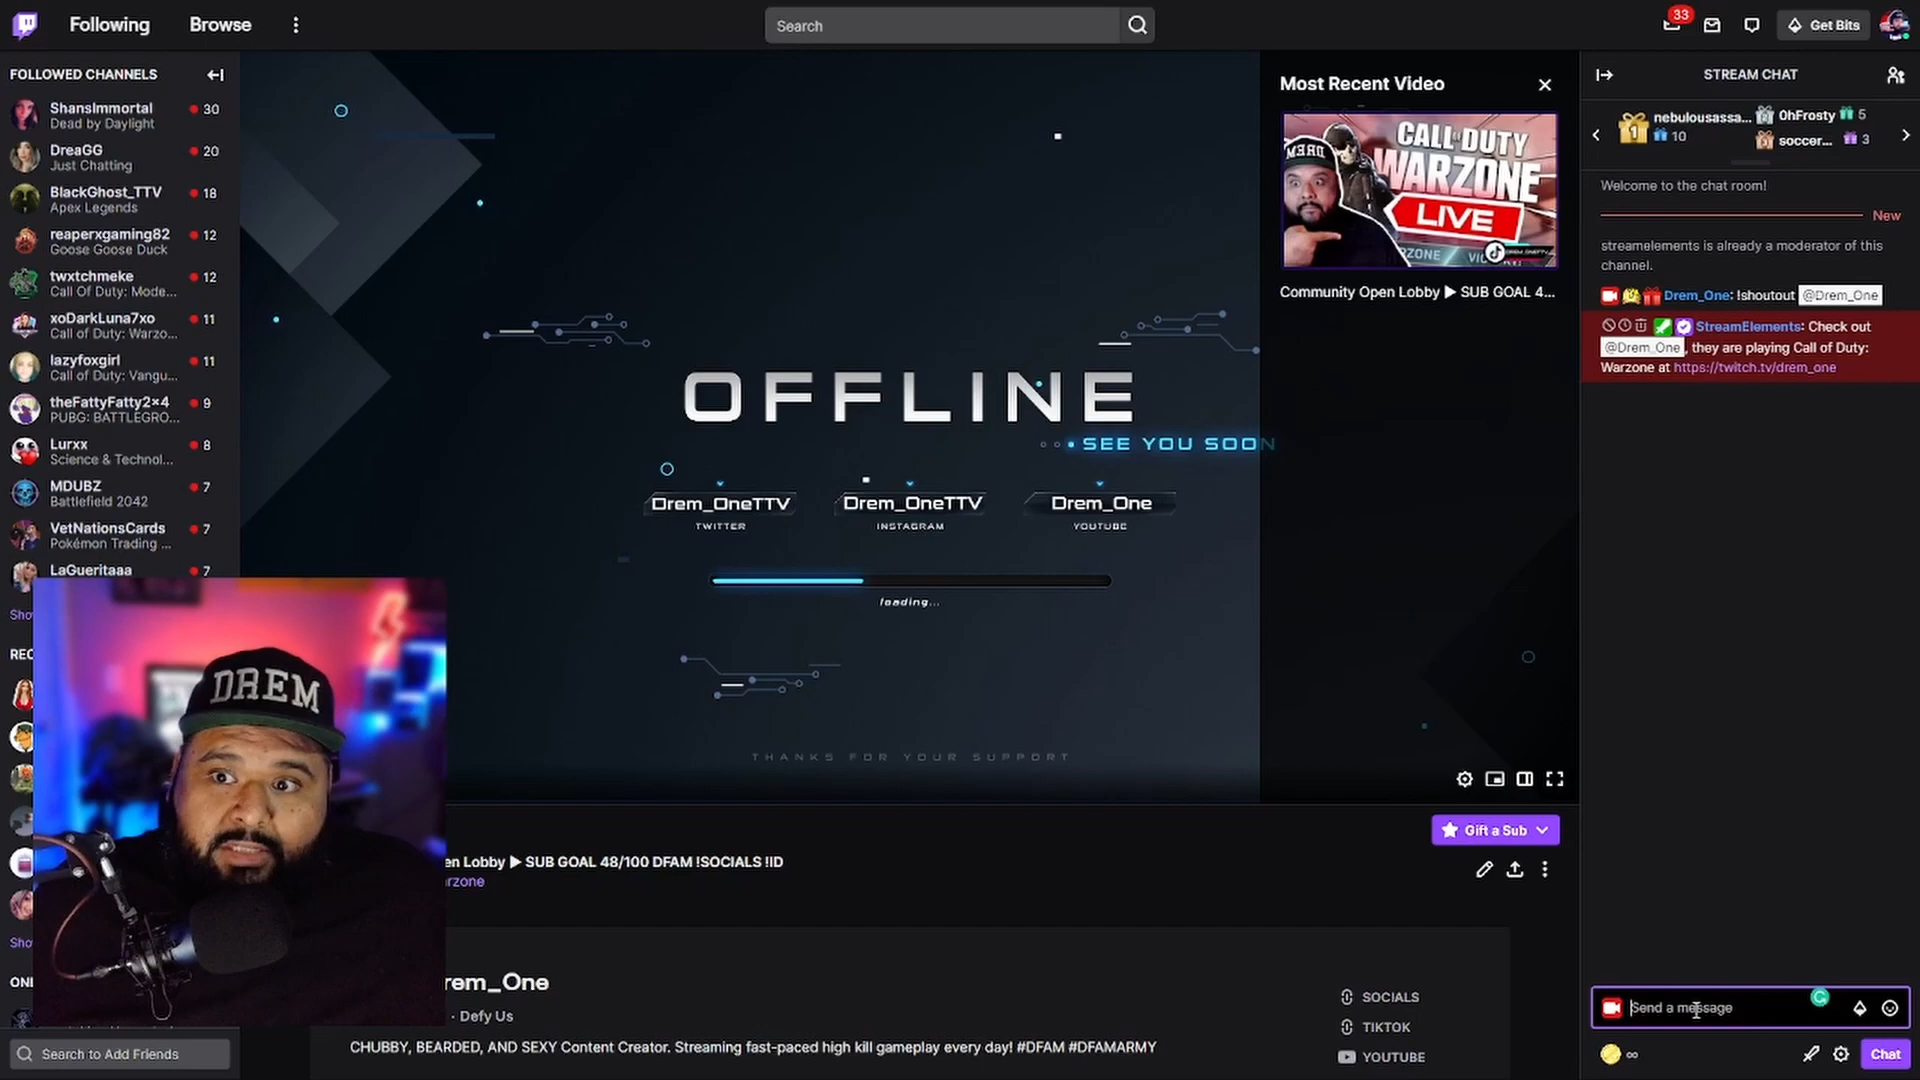 Following
Browse
Search
33
Get Bits
FOLLOWED CHANNELS
ShansImmortal
30
Dead by Daylight
DreaGG
20
Just Chatting
BlackGhost_TTV
18
Apex Legends
reaperxgaming82
12
Goose Goose Duck
twxtchmeke
12
Call Of Duty: Mode...
xoDarkLuna7xo
11
Call of Duty: Warzo...
lazyfoxgirl
11
Call of Duty: Vangu...
theFattyFatty2x4
9
PUBG: BATTLEGRO...
Lurxx
8
Science & Technol...
MDUBZ
7
Battlefield 2042
VetNationsCards
7
Pokémon Trading ...
LaGueritaaa
7
Sho
REC
Sho
ONL
Search to Add Friends
DREM
OFFLINE
SEE YOU SOON
Drem_OneTTV
TWITTER
Drem_OneTTV
INSTAGRAM
Drem_One
YOUTUBE
loading...
THANKS FOR YOUR SUPPORT
Most Recent Video
DREM
CALL OF DUTY
WARZONE
LIVE
Community Open Lobby ▶ SUB GOAL 4...
Gift a Sub
en Lobby ▶ SUB GOAL 48/100 DFAM !SOCIALS !ID
rzone
rem_One
· Defy Us
CHUBBY, BEARDED, AND SEXY Content Creator. Streaming fast-paced high kill gameplay every day! #DFAM #DFAMARMY
SOCIALS
TIKTOK
YOUTUBE
STREAM CHAT
1
nebulousassa...
10
0hFrosty
5
soccer...
3
Welcome to the chat room!
New
streamelements is already a moderator of this
channel.
Drem_One: !shoutout @Drem_One
StreamElements: Check out
@Drem_One, they are playing Call of Duty:
Warzone at https://twitch.tv/drem_one
Send a message
∞
Chat